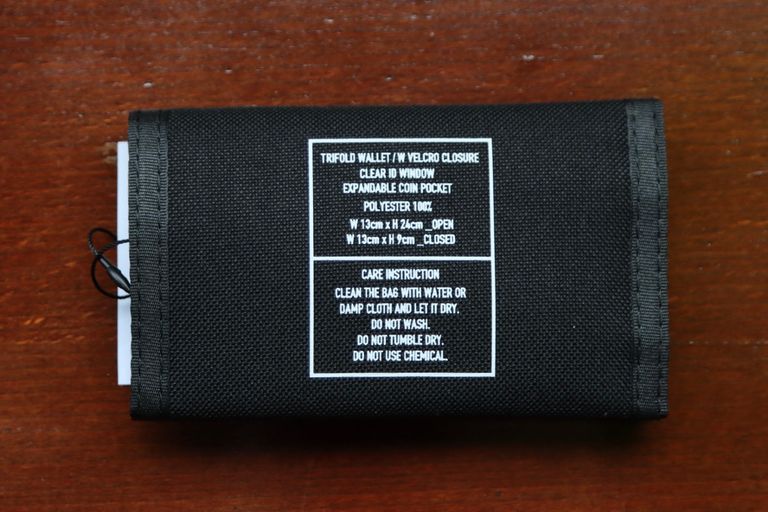 TRIFOLD WALLET / W VELCRO CLOSURE
CLEAR ID WINDOW
EXPANDABLE COIN POCKET
POLYESTER 100%
W 13cm x H 24cm _OPEN
W 13cm x H 9cm _CLOSED
CARE INSTRUCTION
CLEAN THE BAG WITH WATER OR
DAMP CLOTH AND LET IT DRY.
DO NOT WASH.
DO NOT TUMBLE DRY.
DO NOT USE CHEMICAL.